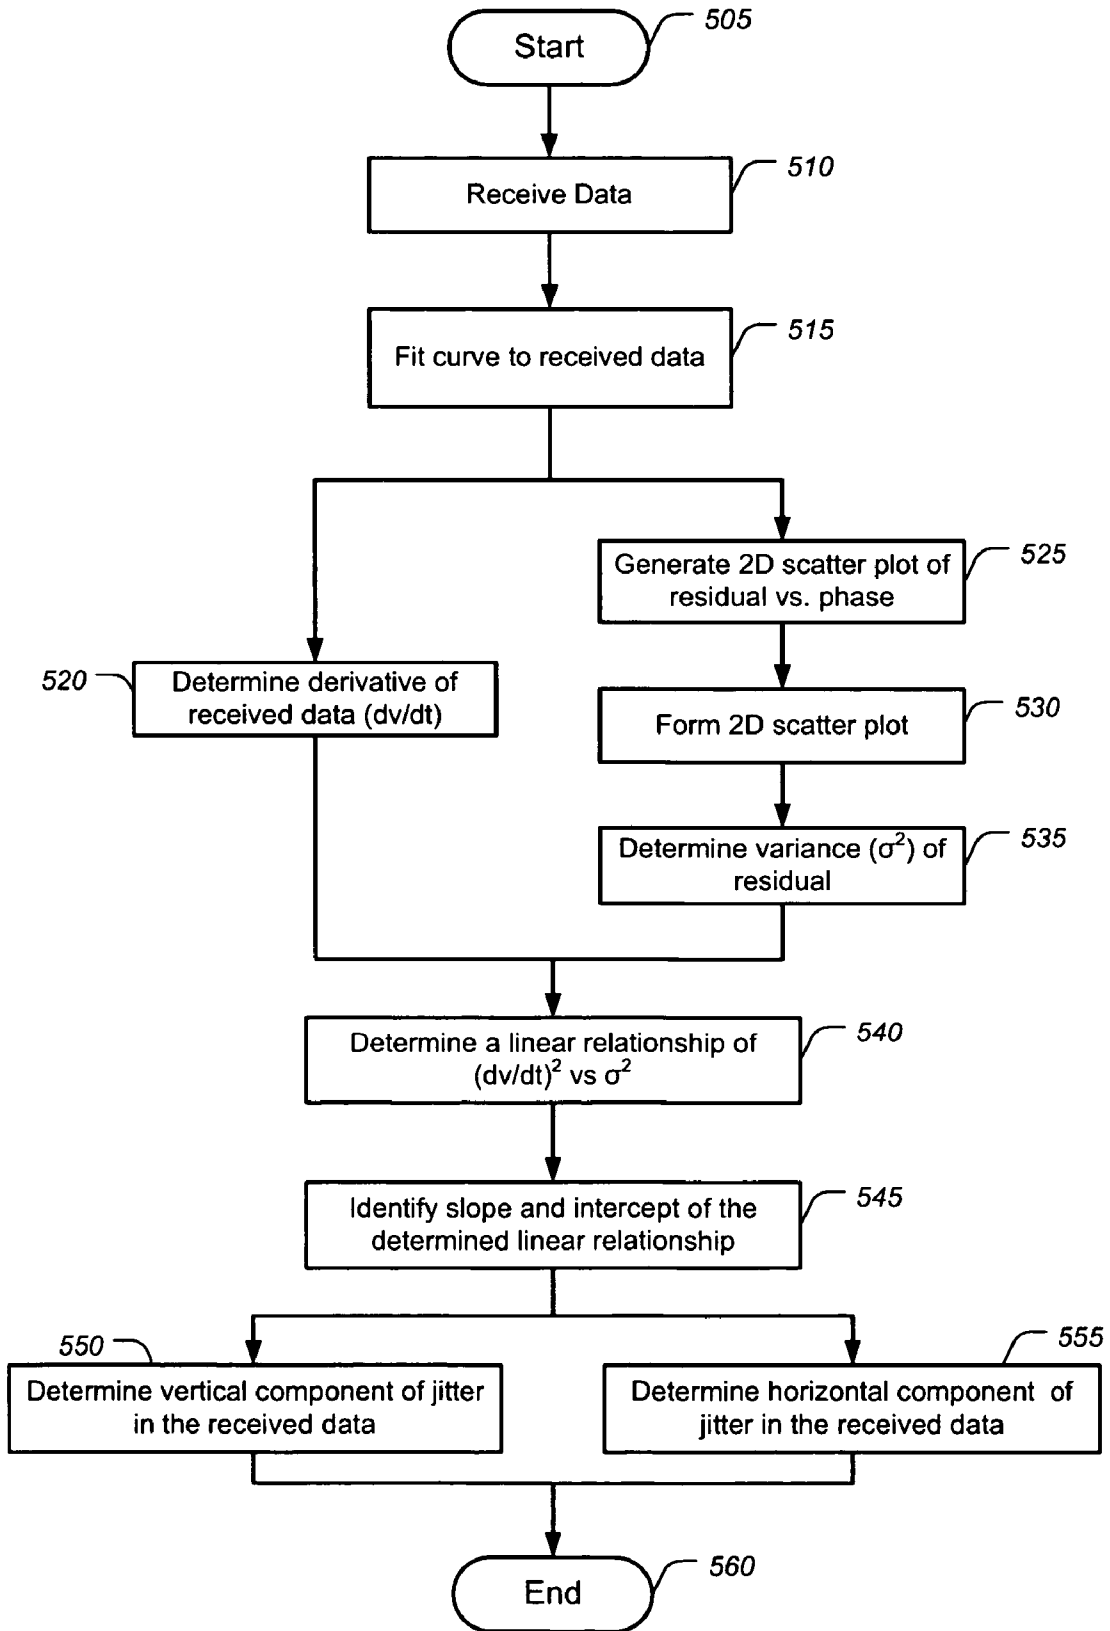 Start
505
Receive Data
510
Fit curve to received data
515
Generate 2D scatter plot of
residual vs. phase
525
520
Determine derivative of
received data (dv/dt)
Form 2D scatter plot
530
Determine variance (σ²) of
residual
535
Determine a linear relationship of
(dv/dt)² vs σ²
540
Identify slope and intercept of the
determined linear relationship
545
550
Determine vertical component of jitter
in the received data
555
Determine horizontal component of
jitter in the received data
End
560